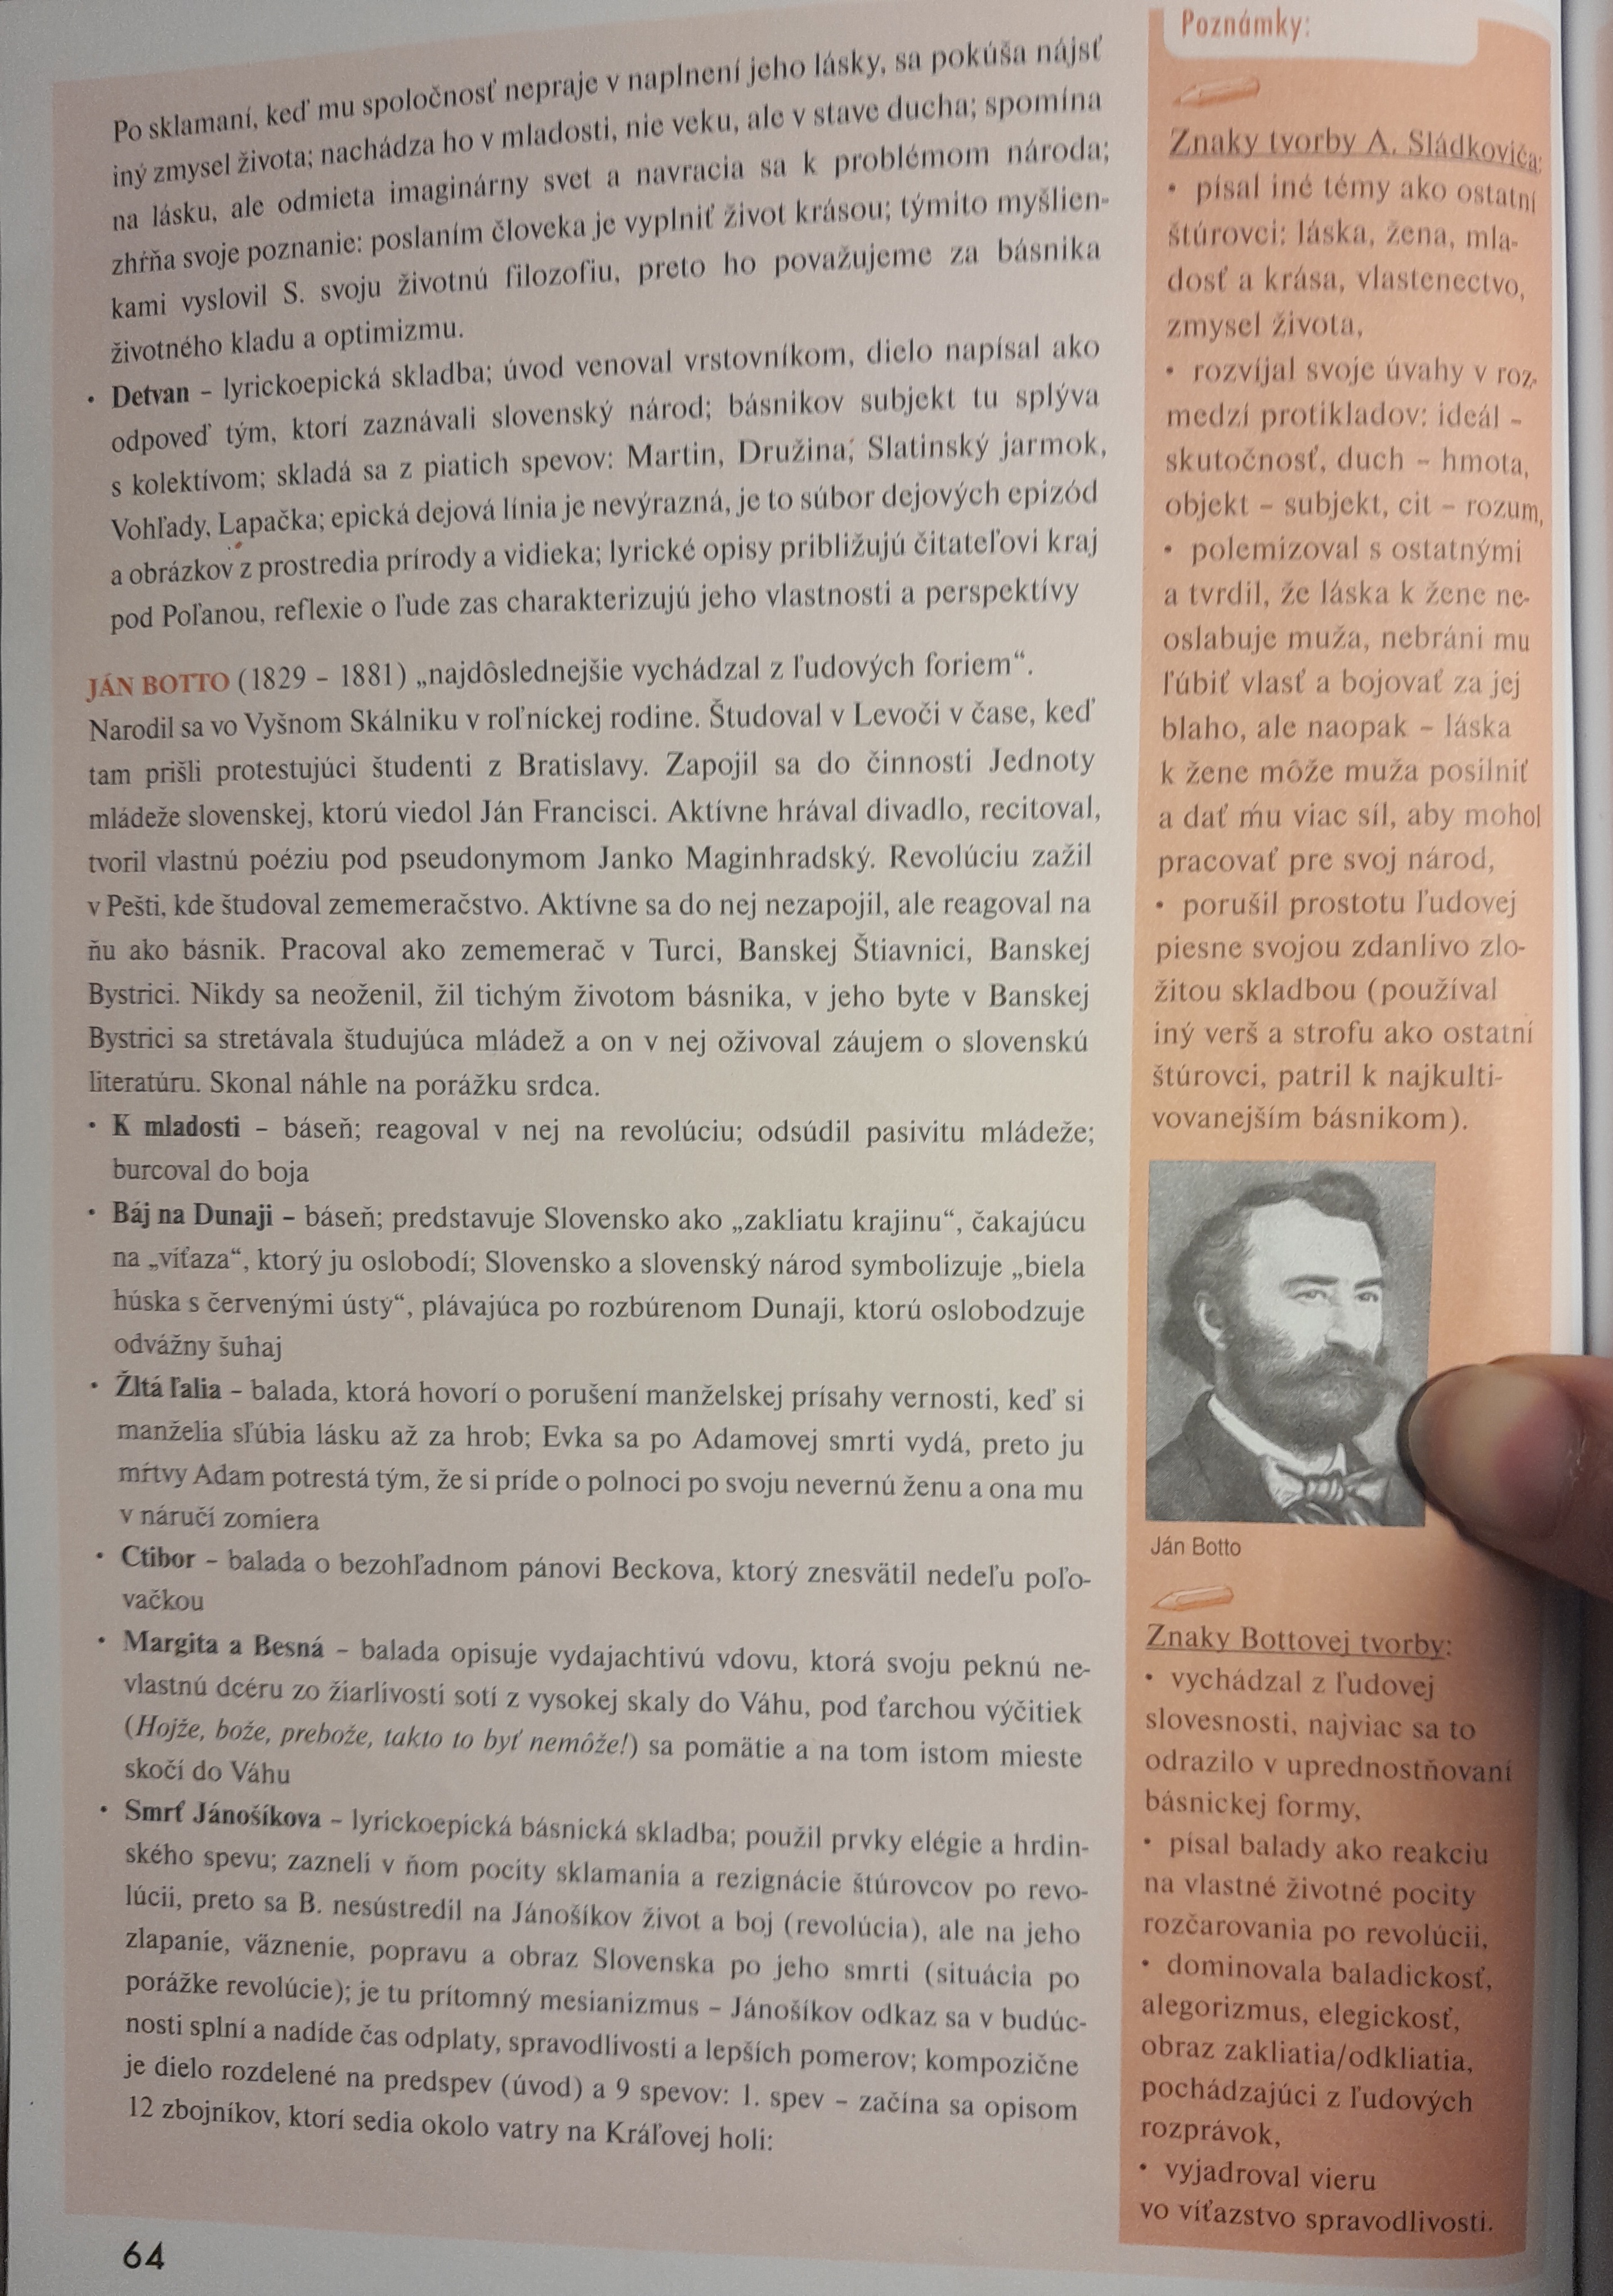 Po sklamaní, keď mu spoločnosť nepraje v naplnení jeho lásky, sa pokúša nájsť
iný zmysel života; nachádza ho v mladosti, nie veku, ale v stave ducha; spomína
na lásku, ale odmieta imaginárny svet a navracia sa k problémom národa;
zhŕňa svoje poznanie: poslaním človeka je vyplniť život krásou; týmito myšlien-
kami vyslovil S. svoju životnú filozofiu, preto ho považujeme za básnika
životného kladu a optimizmu.
• Detvan – lyrickoepická skladba; úvod venoval vrstovníkom, dielo napísal ako
odpoveď tým, ktorí zaznávali slovenský národ; básnikov subjekt tu splýva
s kolektívom; skladá sa z piatich spevov: Martin, Družina, Slatinský jarmok,
Vohľady, Lapačka; epická dejová línia je nevýrazná, je to súbor dejových epizód
a obrázkov z prostredia prírody a vidieka; lyrické opisy približujú čitateľovi kraj
pod Poľanou, reflexie o ľude zas charakterizujú jeho vlastnosti a perspektívy
JÁN BOTTO (1829 – 1881) „najdôslednejšie vychádzal z ľudových foriem“.
Narodil sa vo Vyšnom Skálniku v roľníckej rodine. Študoval v Levoči v čase, keď
tam prišli protestujúci študenti z Bratislavy. Zapojil sa do činnosti Jednoty
mládeže slovenskej, ktorú viedol Ján Francisci. Aktívne hrával divadlo, recitoval,
tvoril vlastnú poéziu pod pseudonymom Janko Maginhradský. Revolúciu zažil
v Pešti, kde študoval zememeračstvo. Aktívne sa do nej nezapojil, ale reagoval na
ňu ako básnik. Pracoval ako zememerač v Turci, Banskej Štiavnici, Banskej
Bystrici. Nikdy sa neoženil, žil tichým životom básnika, v jeho byte v Banskej
Bystrici sa stretávala študujúca mládež a on v nej oživoval záujem o slovenskú
literatúru. Skonal náhle na porážku srdca.
• K mladosti – báseň; reagoval v nej na revolúciu; odsúdil pasivitu mládeže;
burcoval do boja
• Báj na Dunaji – báseň; predstavuje Slovensko ako „zakliatu krajinu“, čakajúcu
na „víťaza“, ktorý ju oslobodí; Slovensko a slovenský národ symbolizuje „biela
húska s červenými ústy“, plávajúca po rozbúrenom Dunaji, ktorú oslobodzuje
odvážny šuhaj
• Žltá ľalia – balada, ktorá hovorí o porušení manželskej prísahy vernosti, keď si
manželia sľúbia lásku až za hrob; Evka sa po Adamovej smrti vydá, preto ju
mŕtvy Adam potrestá tým, že si príde o polnoci po svoju nevernú ženu a ona mu
v náručí zomiera
• Ctibor – balada o bezohľadnom pánovi Beckova, ktorý znesvätil nedeľu poľo-
vačkou
• Margita a Besná – balada opisuje vydajachtivú vdovu, ktorá svoju peknú ne-
vlastnú dcéru zo žiarlivosti sotí z vysokej skaly do Váhu, pod ťarchou výčitiek
(Hojže, bože, prebože, takto to byť nemôže!) sa pomätie a na tom istom mieste
skočí do Váhu
• Smrť Jánošíkova – lyrickoepická básnická skladba; použil prvky elégie a hrdin-
ského spevu; zazneli v ňom pocity sklamania a rezignácie štúrovcov po revo-
lúcii, preto sa B. nesústredil na Jánošíkov život a boj (revolúcia), ale na jeho
zlapanie, väznenie, popravu a obraz Slovenska po jeho smrti (situácia po
porážke revolúcie); je tu prítomný mesianizmus – Jánošíkov odkaz sa v budúc-
nosti splní a nadíde čas odplaty, spravodlivosti a lepších pomerov; kompozične
je dielo rozdelené na predspev (úvod) a 9 spevov: 1. spev – začína sa opisom
12 zbojníkov, ktorí sedia okolo vatry na Kráľovej holi:
64
Poznámky:
Znaky tvorby A. Sládkoviča:
• písal iné témy ako ostatní
štúrovci: láska, žena, mla-
dosť a krása, vlastenectvo,
zmysel života,
• rozvíjal svoje úvahy v roz-
medzí protikladov: ideál –
skutočnosť, duch – hmota,
objekt – subjekt, cit – rozum,
• polemizoval s ostatnými
a tvrdil, že láska k žene ne-
oslabuje muža, nebráni mu
ľúbiť vlasť a bojovať za jej
blaho, ale naopak – láska
k žene môže muža posilniť
a dať mu viac síl, aby mohol
pracovať pre svoj národ,
• porušil prostotu ľudovej
piesne svojou zdanlivo zlo-
žitou skladbou (používal
iný verš a strofu ako ostatní
štúrovci, patril k najkulti-
vovanejším básnikom).
Ján Botto
Znaky Bottovej tvorby:
• vychádzal z ľudovej
slovesnosti, najviac sa to
odrazilo v uprednostňovaní
básnickej formy,
• písal balady ako reakciu
na vlastné životné pocity
rozčarovania po revolúcii,
• dominovala baladickosť,
alegorizmus, elegickosť,
obraz zakliatia/odkliatia,
pochádzajúci z ľudových
rozprávok,
• vyjadroval vieru
vo víťazstvo spravodlivosti.